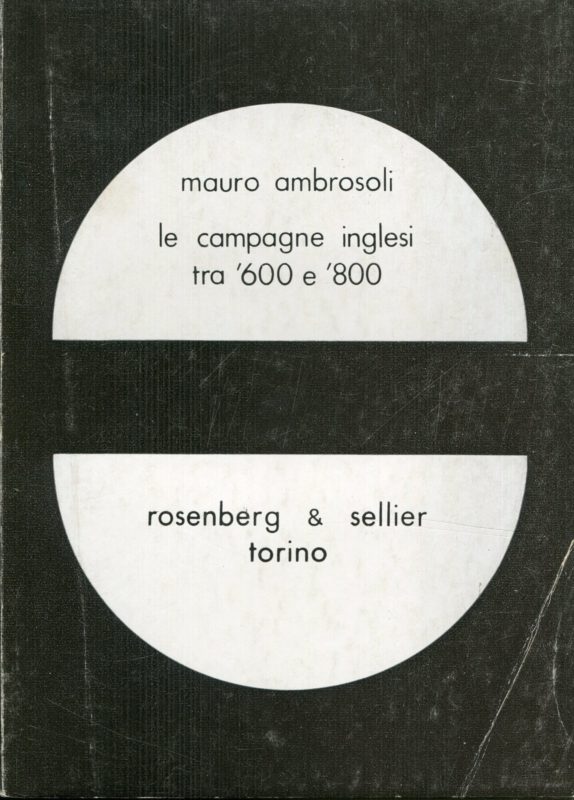 mauro ambrosoli
le campagne inglesi
tra '600 e '800
rosenberg & sellier
torino